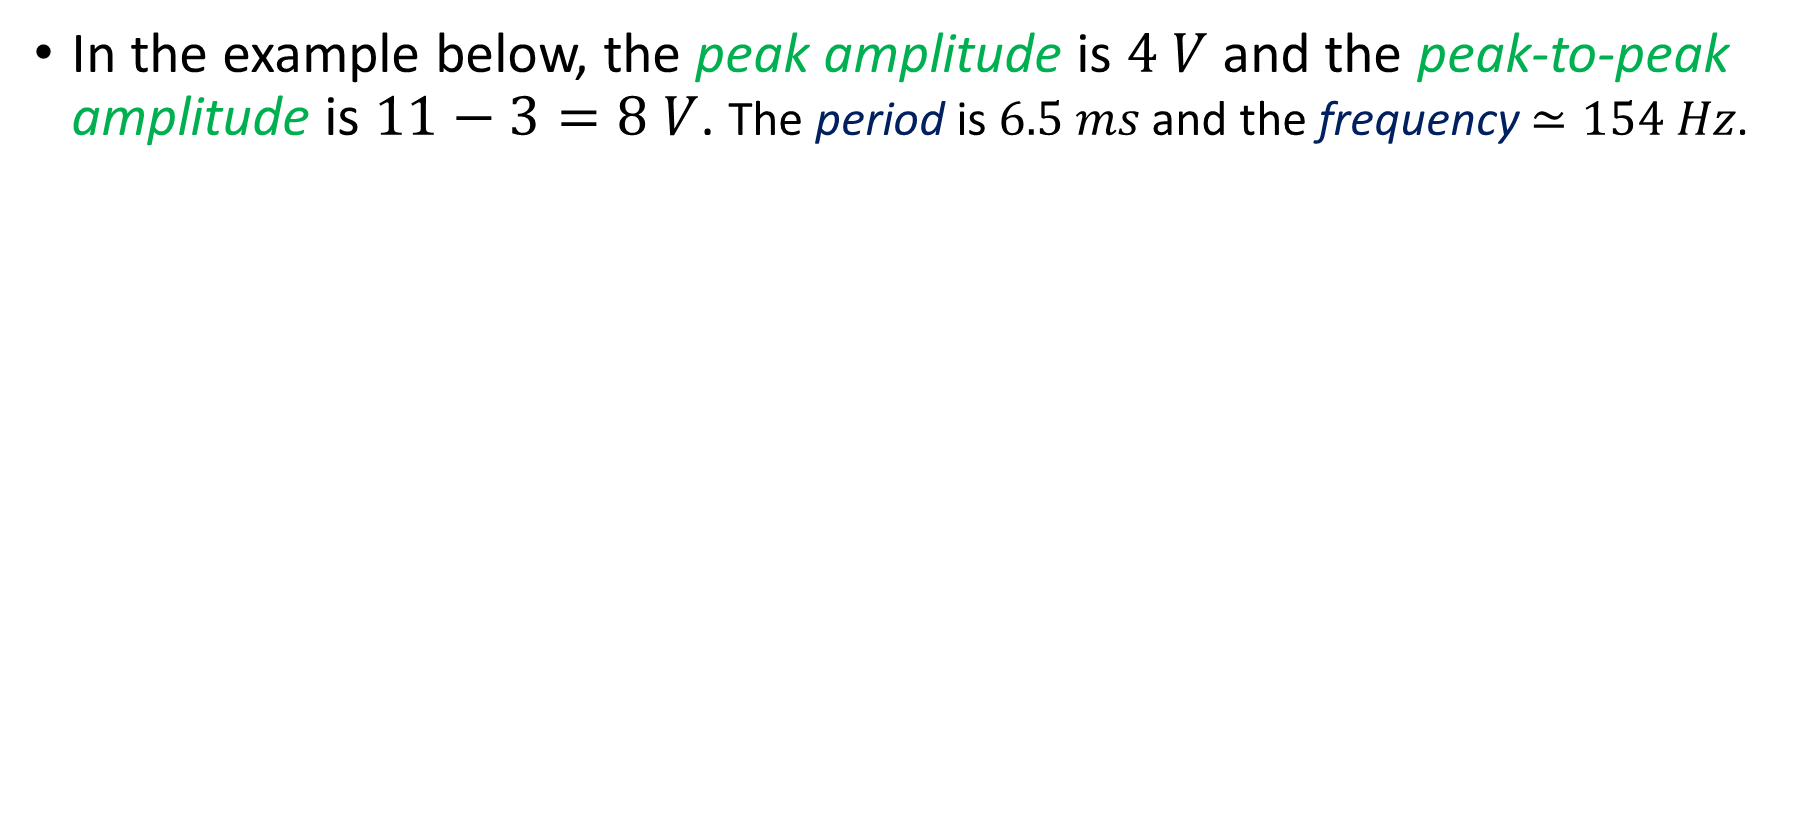 • In the example below, the peak amplitude is 4 V and the peak-to-peak
amplitude is 11 − 3 = 8 V. The period is 6.5 ms and the frequency ≃ 154 Hz.